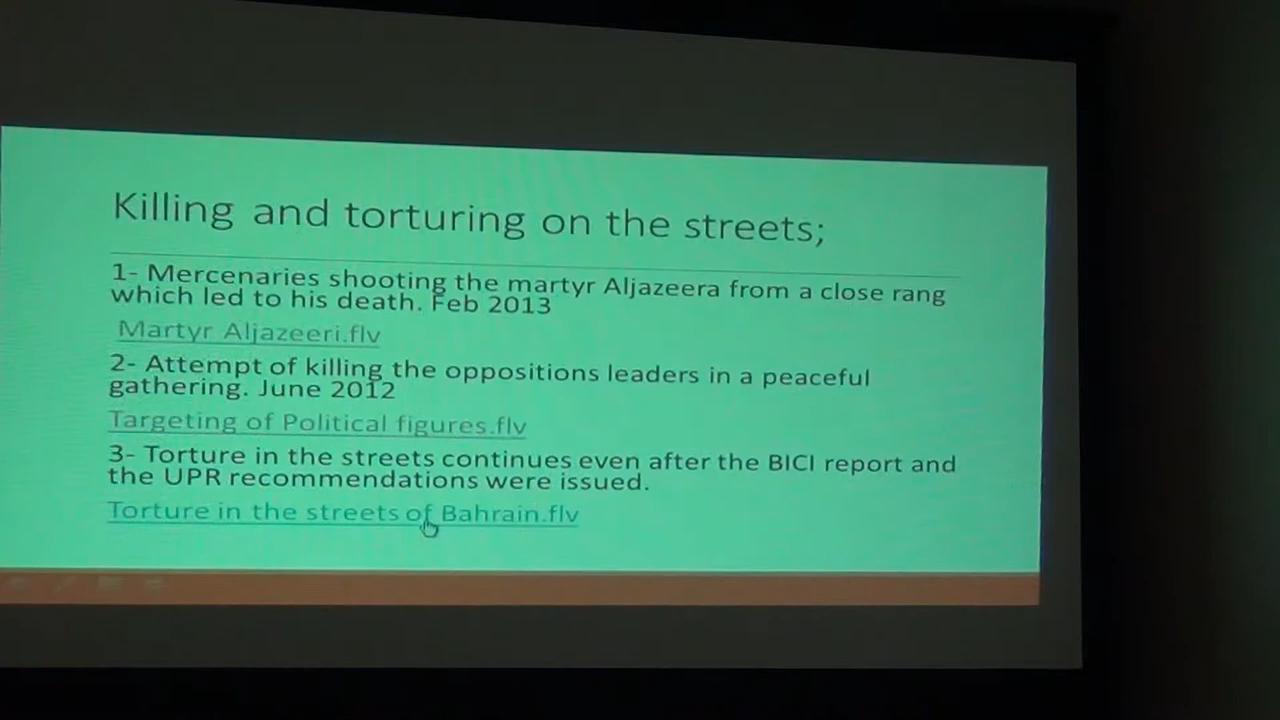 Killing and torturing on the streets;
1- Mercenaries shooting the martyr Aljazeera from a close rang
which led to his death. Feb 2013
Martyr Aljazeeri.flv
2- Attempt of killing the oppositions leaders in a peaceful
gathering. June 2012
Targeting of Political figures.flv
3- Torture in the streets continues even after the BICI report and
the UPR recommendations were issued.
Torture in the streets of Bahrain.flv